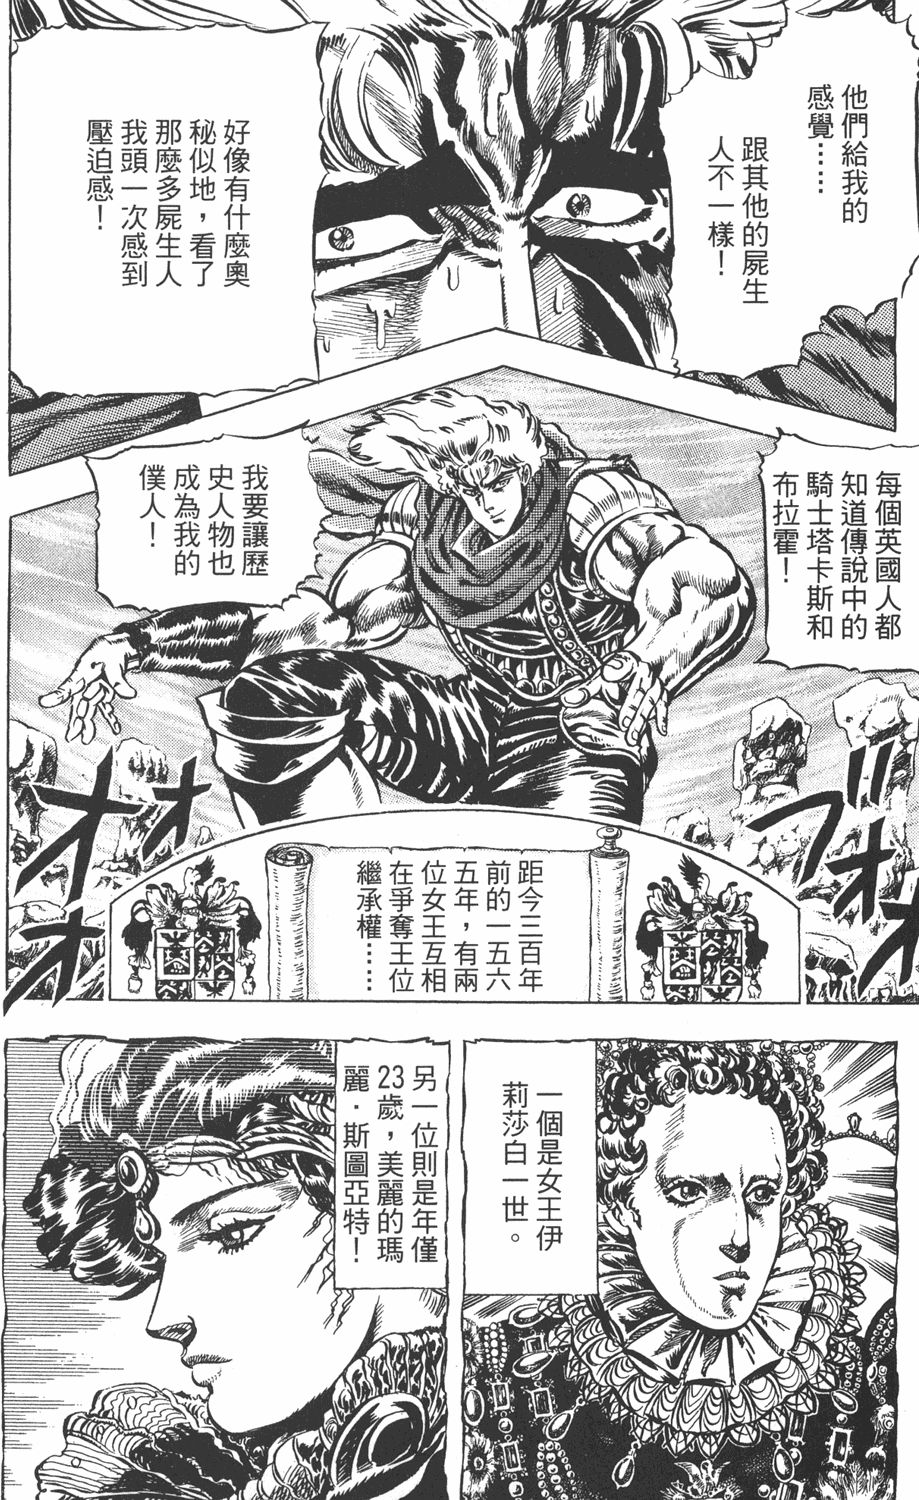 他們給我的
感覺……
跟其他的屍生
人不一樣！
好像有什麼奧
秘似地，看了
那麼多屍生人
我頭一次感到
壓迫感！
每個英國人都
知道傳說中的
騎士塔卡斯和
布拉霍！
我要讓歷
史人物也
成為我的
僕人！
ズオオ
オオオ
距今三百年
前的一五六
五年，有兩
位女王互相
在爭奪王位
繼承權……
一個是女王伊
莉莎白一世。
另一位則是年僅
23歲，美麗的瑪
麗．斯圖亞特！